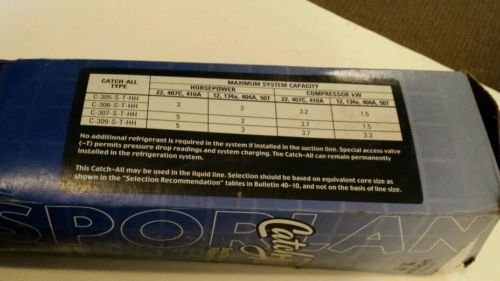 CATCH-ALL TYPE
MAXIMUM SYSTEM CAPACITY
HORSEPOWER COMPRESSOR kW
22, 407C, 410A 12, 134a, 404A, 507 22, 407C, 410A 12, 134a, 404A, 507
C-305-S-T-HH
C-306-S-T-HH 3 2 2.2 1.5
C-307-S-T-HH
C-309-S-T-HH 5 2 3.7 1.5
5 3 3.7 2.2
No additional refrigerant is required in the system if installed in the suction line. Special access valve
(–T) permits pressure drop readings and system charging. The Catch-All can remain permanently
installed in the refrigeration system.
This Catch-All may be used in the liquid line. Selection should be based on equivalent core size as
shown in the "Selection Recommendation" tables in Bulletin 40-10, and not on the basis of line size.
SPORLAN
Catch